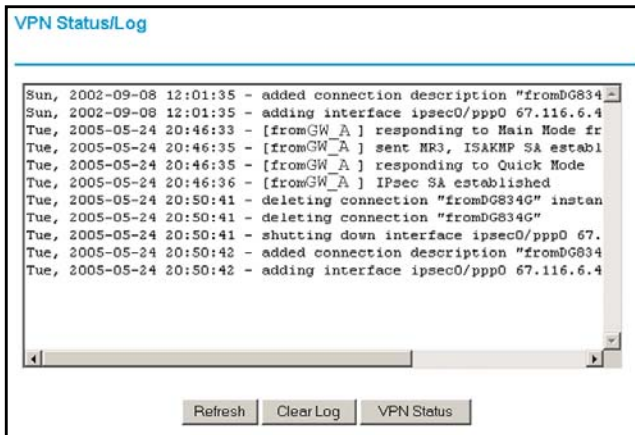 VPN Status/Log
Sun, 2002-09-08 12:01:35 - added connection description "fromDG834
Sun, 2002-09-08 12:01:35 - adding interface ipsec0/ppp0 67.116.6.4
Tue, 2005-05-24 20:46:33 - [fromGW_A ] responding to Main Mode fr
Tue, 2005-05-24 20:46:35 - [fromGW_A ] sent MR3, ISAKMP SA establ
Tue, 2005-05-24 20:46:35 - [fromGW_A ] responding to Quick Mode
Tue, 2005-05-24 20:46:36 - [fromGW_A ] IPsec SA established
Tue, 2005-05-24 20:50:41 - deleting connection "fromDG834G" instan
Tue, 2005-05-24 20:50:41 - deleting connection "fromDG834G"
Tue, 2005-05-24 20:50:41 - shutting down interface ipsec0/ppp0 67.
Tue, 2005-05-24 20:50:42 - added connection description "fromDG834
Tue, 2005-05-24 20:50:42 - adding interface ipsec0/ppp0 67.116.6.4
Refresh Clear Log VPN Status